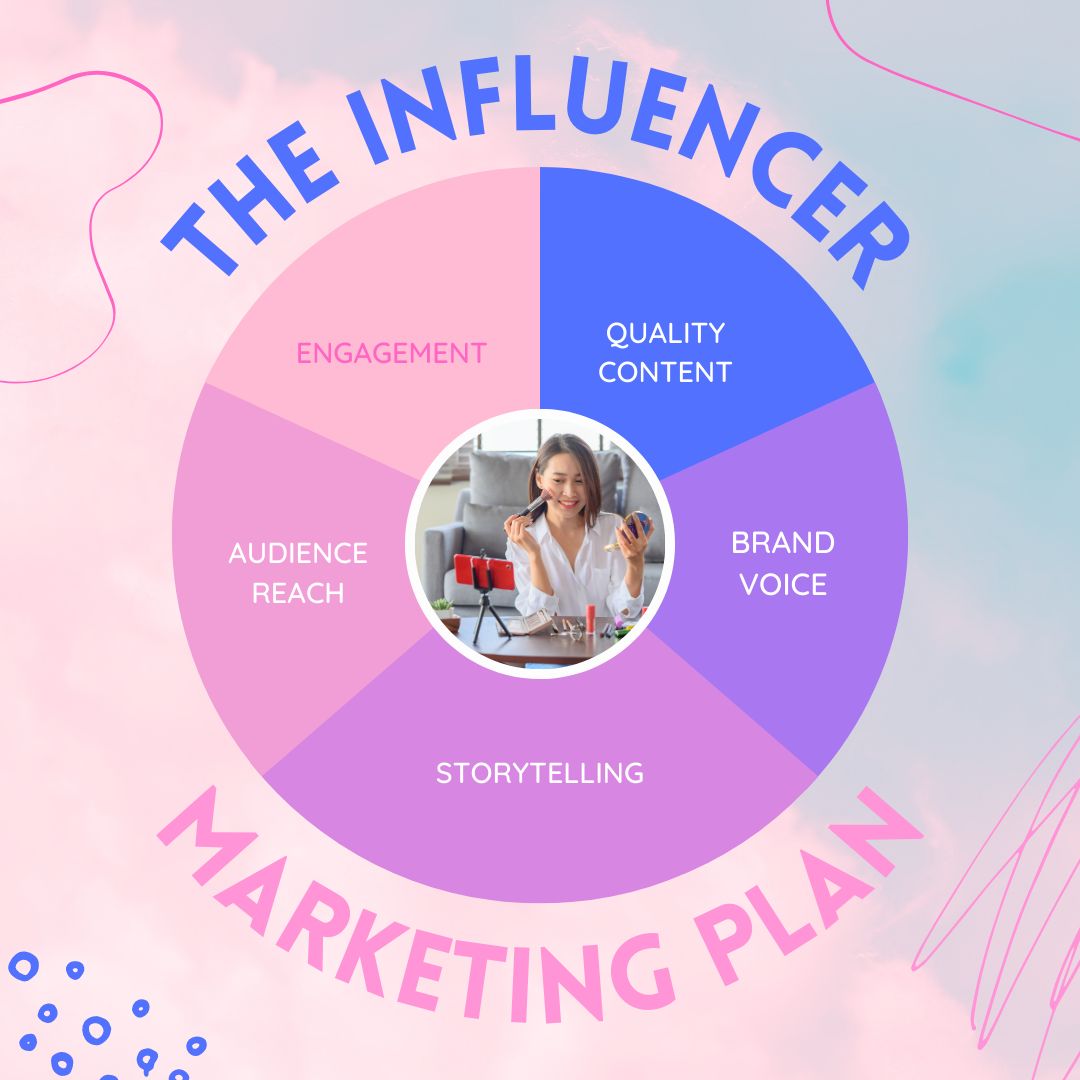 THE INFLUENCER
QUALITY
CONTENT
BRAND
VOICE
STORYTELLING
AUDIENCE
REACH
ENGAGEMENT
MARKETING PLAN